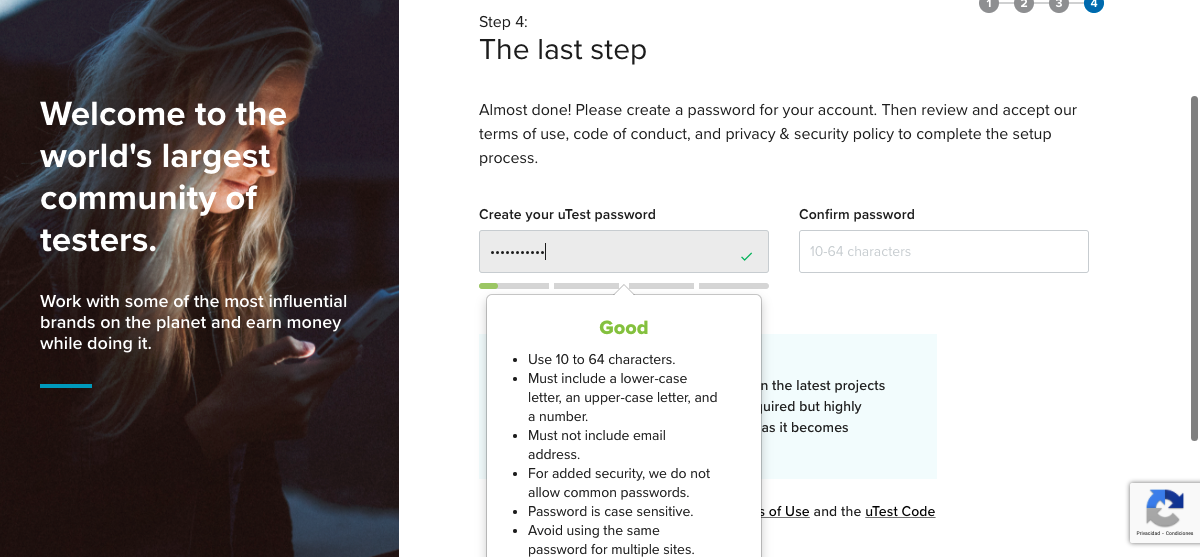 Welcome to the
world's largest
community of
testers.
Work with some of the most influential
brands on the planet and earn money
while doing it.
1 2 3 4
Step 4:
The last step
Almost done! Please create a password for your account. Then review and accept our
terms of use, code of conduct, and privacy & security policy to complete the setup
process.
Create your uTest password
•••••••••••
Confirm password
10-64 characters
Good
• Use 10 to 64 characters.
• Must include a lower-case
letter, an upper-case letter, and
a number.
• Must not include email
address.
• For added security, we do not
allow common passwords.
• Password is case sensitive.
• Avoid using the same
password for multiple sites.
the latest projects
but highly
as it becomes
of Use and the uTest Code
Privacidad - Condiciones